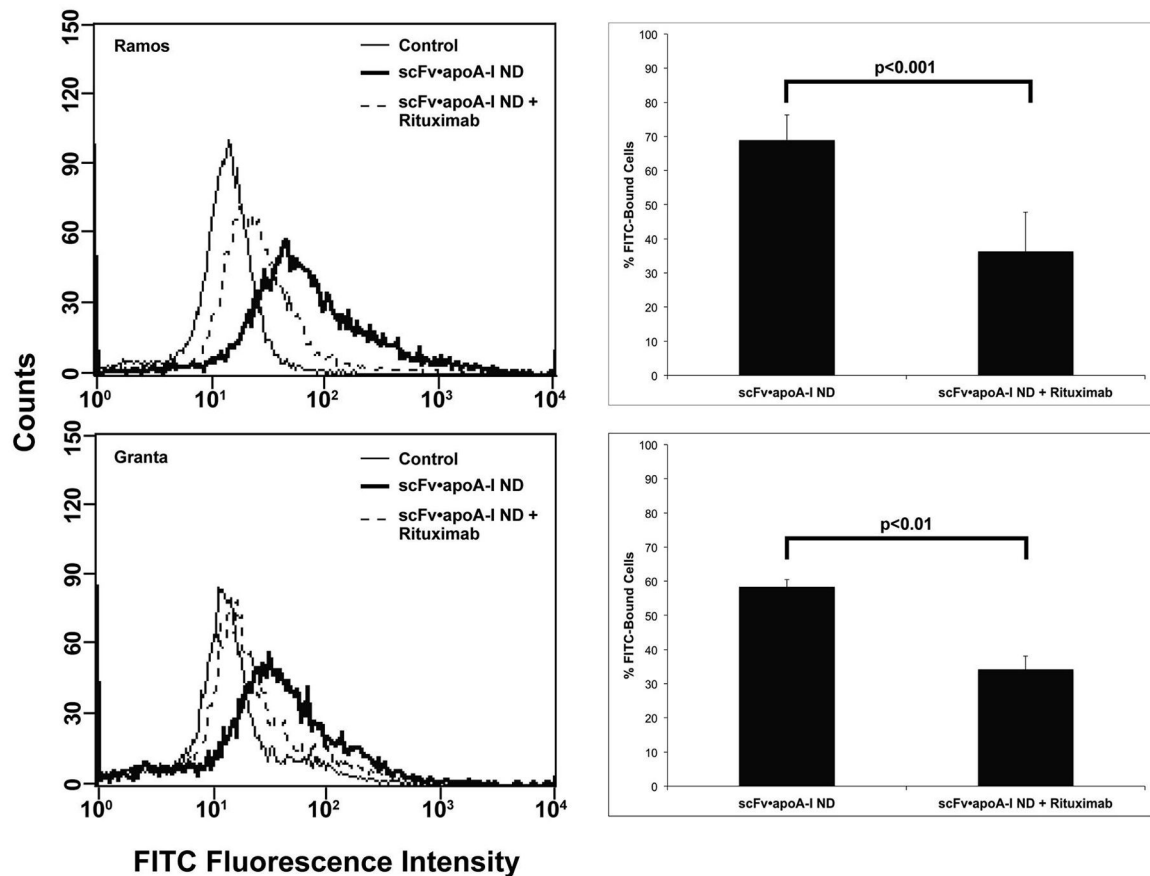 Ramos
Control
scFv•apoA-I ND
scFv•apoA-I ND +
Rituximab
150
120
90
60
30
0
10⁰
10¹
10²
10³
10⁴
p<0.001
% FITC-Bound Cells
100
90
80
70
60
50
40
30
20
10
0
scFv•apoA-I ND
scFv•apoA-I ND + Rituximab
Counts
Granta
Control
scFv•apoA-I ND
scFv•apoA-I ND +
Rituximab
150
120
90
60
30
0
10⁰
10¹
10²
10³
10⁴
FITC Fluorescence Intensity
p<0.01
% FITC-Bound Cells
100
90
80
70
60
50
40
30
20
10
0
scFv•apoA-I ND
scFv•apoA-I ND + Rituximab